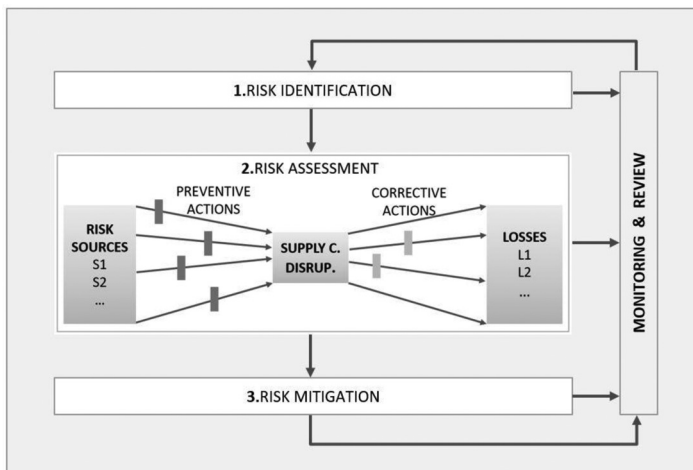 1.RISK IDENTIFICATION
2.RISK ASSESSMENT
PREVENTIVE
ACTIONS
CORRECTIVE
ACTIONS
RISK
SOURCES
S1
S2
...
SUPPLY C.
DISRUP.
LOSSES
L1
L2
...
3.RISK MITIGATION
MONITORING & REVIEW